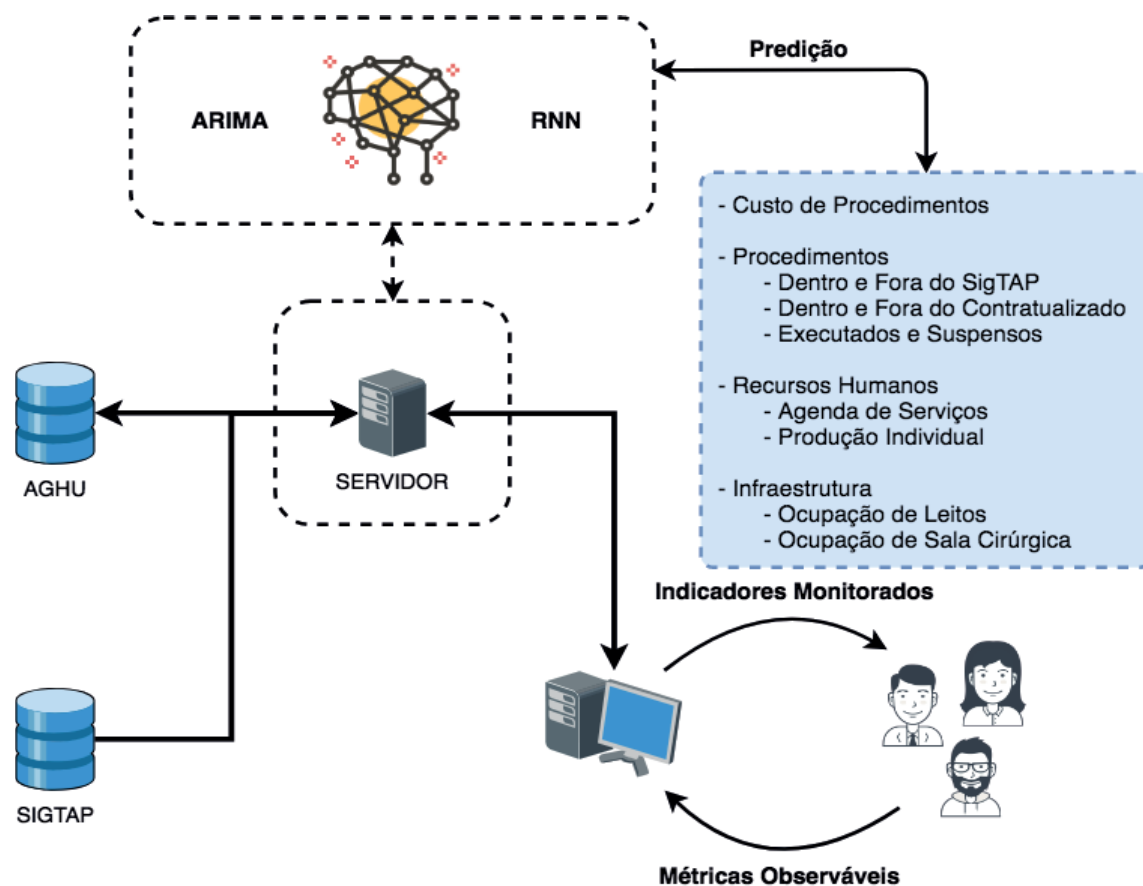 Predição
ARIMA
RNN
- Custo de Procedimentos
- Procedimentos
- Dentro e Fora do SigTAP
- Dentro e Fora do Contratualizado
- Executados e Suspensos
- Recursos Humanos
- Agenda de Serviços
- Produção Individual
- Infraestrutura
- Ocupação de Leitos
- Ocupação de Sala Cirúrgica
SERVIDOR
AGHU
Indicadores Monitorados
SIGTAP
Métricas Observáveis